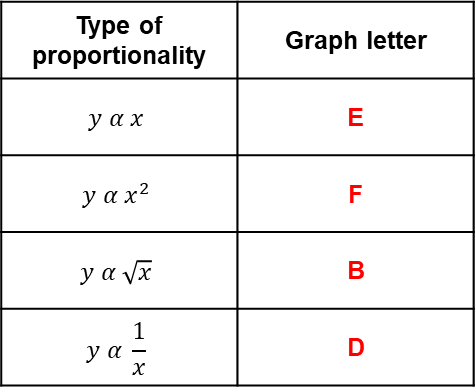 Type of
proportionality
Graph letter
y α x
E
y α x²
F
y α √x
B
y α 1/x
D